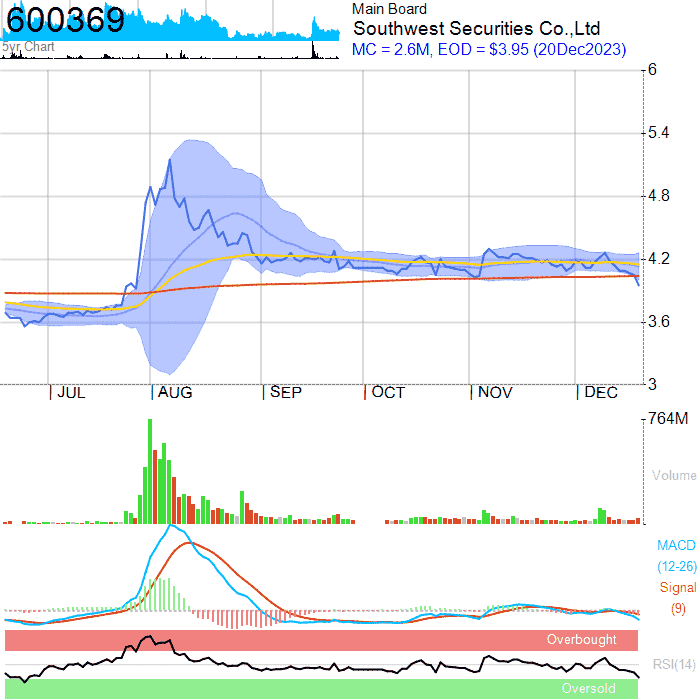 600369
5yr Chart
Main Board
Southwest Securities Co.,Ltd
MC = 2.6M, EOD = $3.95 (20Dec2023)
6
5.4
4.8
4.2
3.6
3
JUL AUG SEP OCT NOV DEC
764M
Volume
MACD
(12-26)
Signal
(9)
Overbought
RSI(14)
Oversold